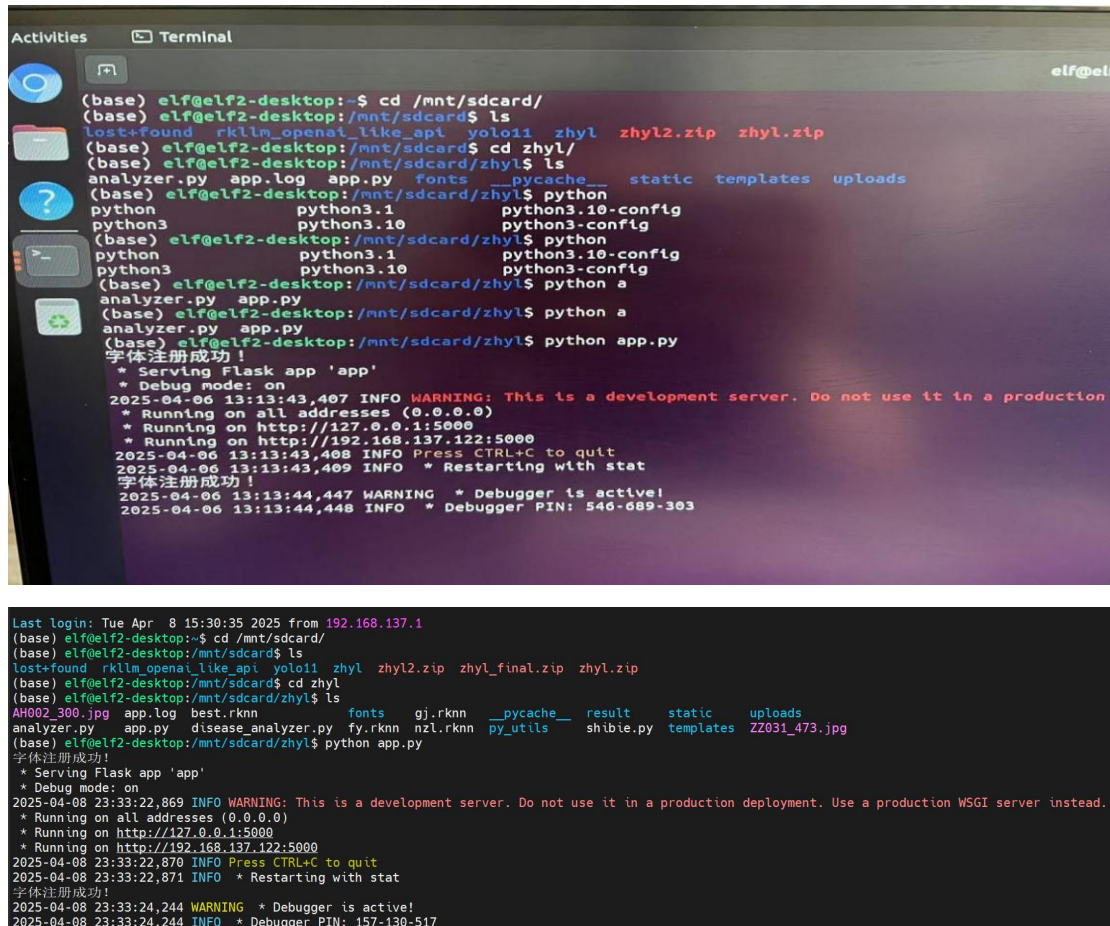 Activities Terminal
elf@el
(base) elf@elf2-desktop:~$ cd /mnt/sdcard/
(base) elf@elf2-desktop:/mnt/sdcard$ ls
lost+found rkllm_openai_like_api yolo11 zhyl zhyl2.zip zhyl.zip
(base) elf@elf2-desktop:/mnt/sdcard$ cd zhyl/
(base) elf@elf2-desktop:/mnt/sdcard/zhyl$ ls
analyzer.py app.log app.py fonts __pycache__ static templates uploads
(base) elf@elf2-desktop:/mnt/sdcard/zhyl$ python
python python3.1 python3.10-config
python3 python3.10 python3-config
(base) elf@elf2-desktop:/mnt/sdcard/zhyl$ python
python python3.1 python3.10-config
python3 python3.10 python3-config
(base) elf@elf2-desktop:/mnt/sdcard/zhyl$ python a
analyzer.py app.py
(base) elf@elf2-desktop:/mnt/sdcard/zhyl$ python a
analyzer.py app.py
(base) elf@elf2-desktop:/mnt/sdcard/zhyl$ python app.py
字体注册成功！
* Serving Flask app 'app'
* Debug mode: on
2025-04-06 13:13:43,407 INFO WARNING: This is a development server. Do not use it in a production
* Running on all addresses (0.0.0.0)
* Running on http://127.0.0.1:5000
* Running on http://192.168.137.122:5000
2025-04-06 13:13:43,408 INFO Press CTRL+C to quit
2025-04-06 13:13:43,409 INFO * Restarting with stat
字体注册成功！
2025-04-06 13:13:44,447 WARNING * Debugger is active!
2025-04-06 13:13:44,448 INFO * Debugger PIN: 546-689-303
Last login: Tue Apr 8 15:30:35 2025 from 192.168.137.1
(base) elf@elf2-desktop:~$ cd /mnt/sdcard/
(base) elf@elf2-desktop:/mnt/sdcard$ ls
lost+found rkllm_openai_like_api yolo11 zhyl zhyl2.zip zhyl_final.zip zhyl.zip
(base) elf@elf2-desktop:/mnt/sdcard$ cd zhyl
(base) elf@elf2-desktop:/mnt/sdcard/zhyl$ ls
AH002_300.jpg app.log best.rknn fonts gj.rknn __pycache__ result static uploads
analyzer.py app.py disease_analyzer.py fy.rknn nzl.rknn py_utils shibie.py templates ZZ031_473.jpg
(base) elf@elf2-desktop:/mnt/sdcard/zhyl$ python app.py
字体注册成功！
* Serving Flask app 'app'
* Debug mode: on
2025-04-08 23:33:22,869 INFO WARNING: This is a development server. Do not use it in a production deployment. Use a production WSGI server instead.
* Running on all addresses (0.0.0.0)
* Running on http://127.0.0.1:5000
* Running on http://192.168.137.122:5000
2025-04-08 23:33:22,870 INFO Press CTRL+C to quit
2025-04-08 23:33:22,871 INFO * Restarting with stat
字体注册成功！
2025-04-08 23:33:24,244 WARNING * Debugger is active!
2025-04-08 23:33:24,244 INFO * Debugger PIN: 157-130-517